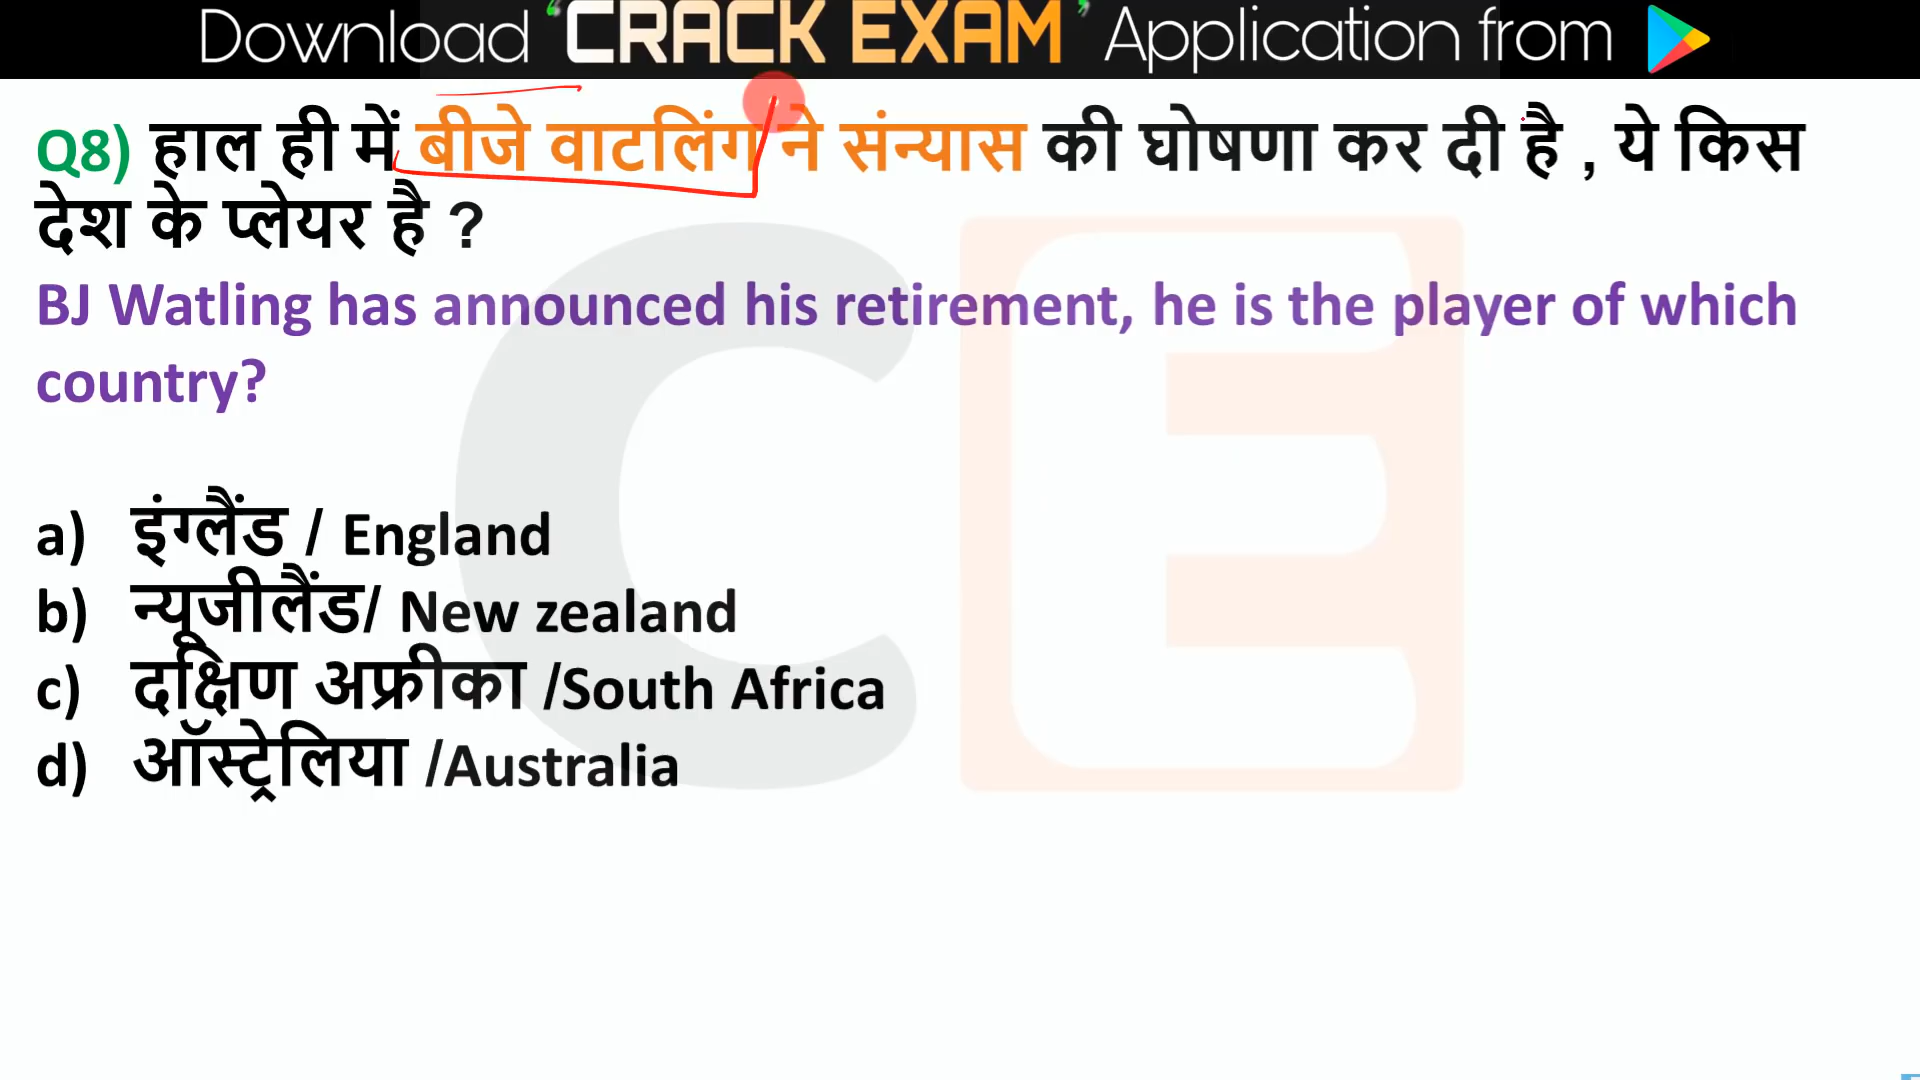 Download ‘CRACK EXAM’ Application from
Q8) हाल ही में बीजे वाटलिंग ने संन्यास की घोषणा कर दी है , ये किस
देश के प्लेयर है ?
BJ Watling has announced his retirement, he is the player of which
country?
a) इंग्लैंड / England
b) न्यूजीलैंड/ New zealand
c) दक्षिण अफ्रीका /South Africa
d) ऑस्ट्रेलिया /Australia
CE